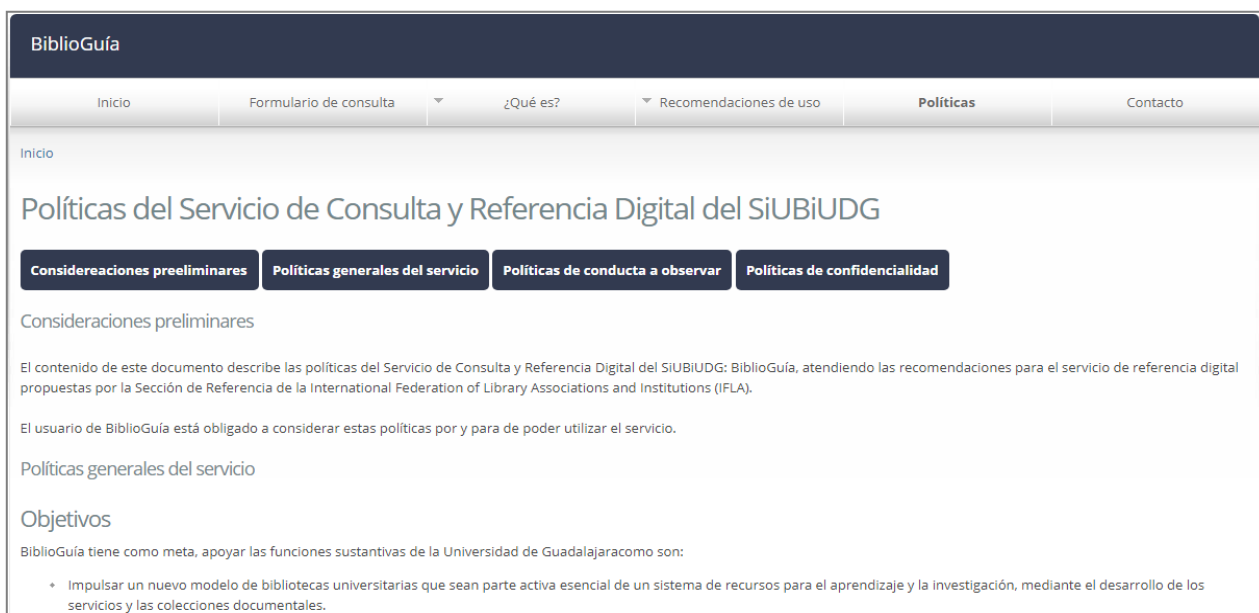 BiblioGuía
Inicio
Formulario de consulta
¿Qué es?
Recomendaciones de uso
Políticas
Contacto
Inicio
Políticas del Servicio de Consulta y Referencia Digital del SiUBiUDG
Considereaciones preeliminares
Políticas generales del servicio
Políticas de conducta a observar
Políticas de confidencialidad
Consideraciones preliminares
El contenido de este documento describe las políticas del Servicio de Consulta y Referencia Digital del SiUBiUDG: BiblioGuía, atendiendo las recomendaciones para el servicio de referencia digital
propuestas por la Sección de Referencia de la International Federation of Library Associations and Institutions (IFLA).
El usuario de BiblioGuía está obligado a considerar estas políticas por y para de poder utilizar el servicio.
Políticas generales del servicio
Objetivos
BiblioGuía tiene como meta, apoyar las funciones sustantivas de la Universidad de Guadalajaracomo son:
Impulsar un nuevo modelo de bibliotecas universitarias que sean parte activa esencial de un sistema de recursos para el aprendizaje y la investigación, mediante el desarrollo de los
servicios y las colecciones documentales.